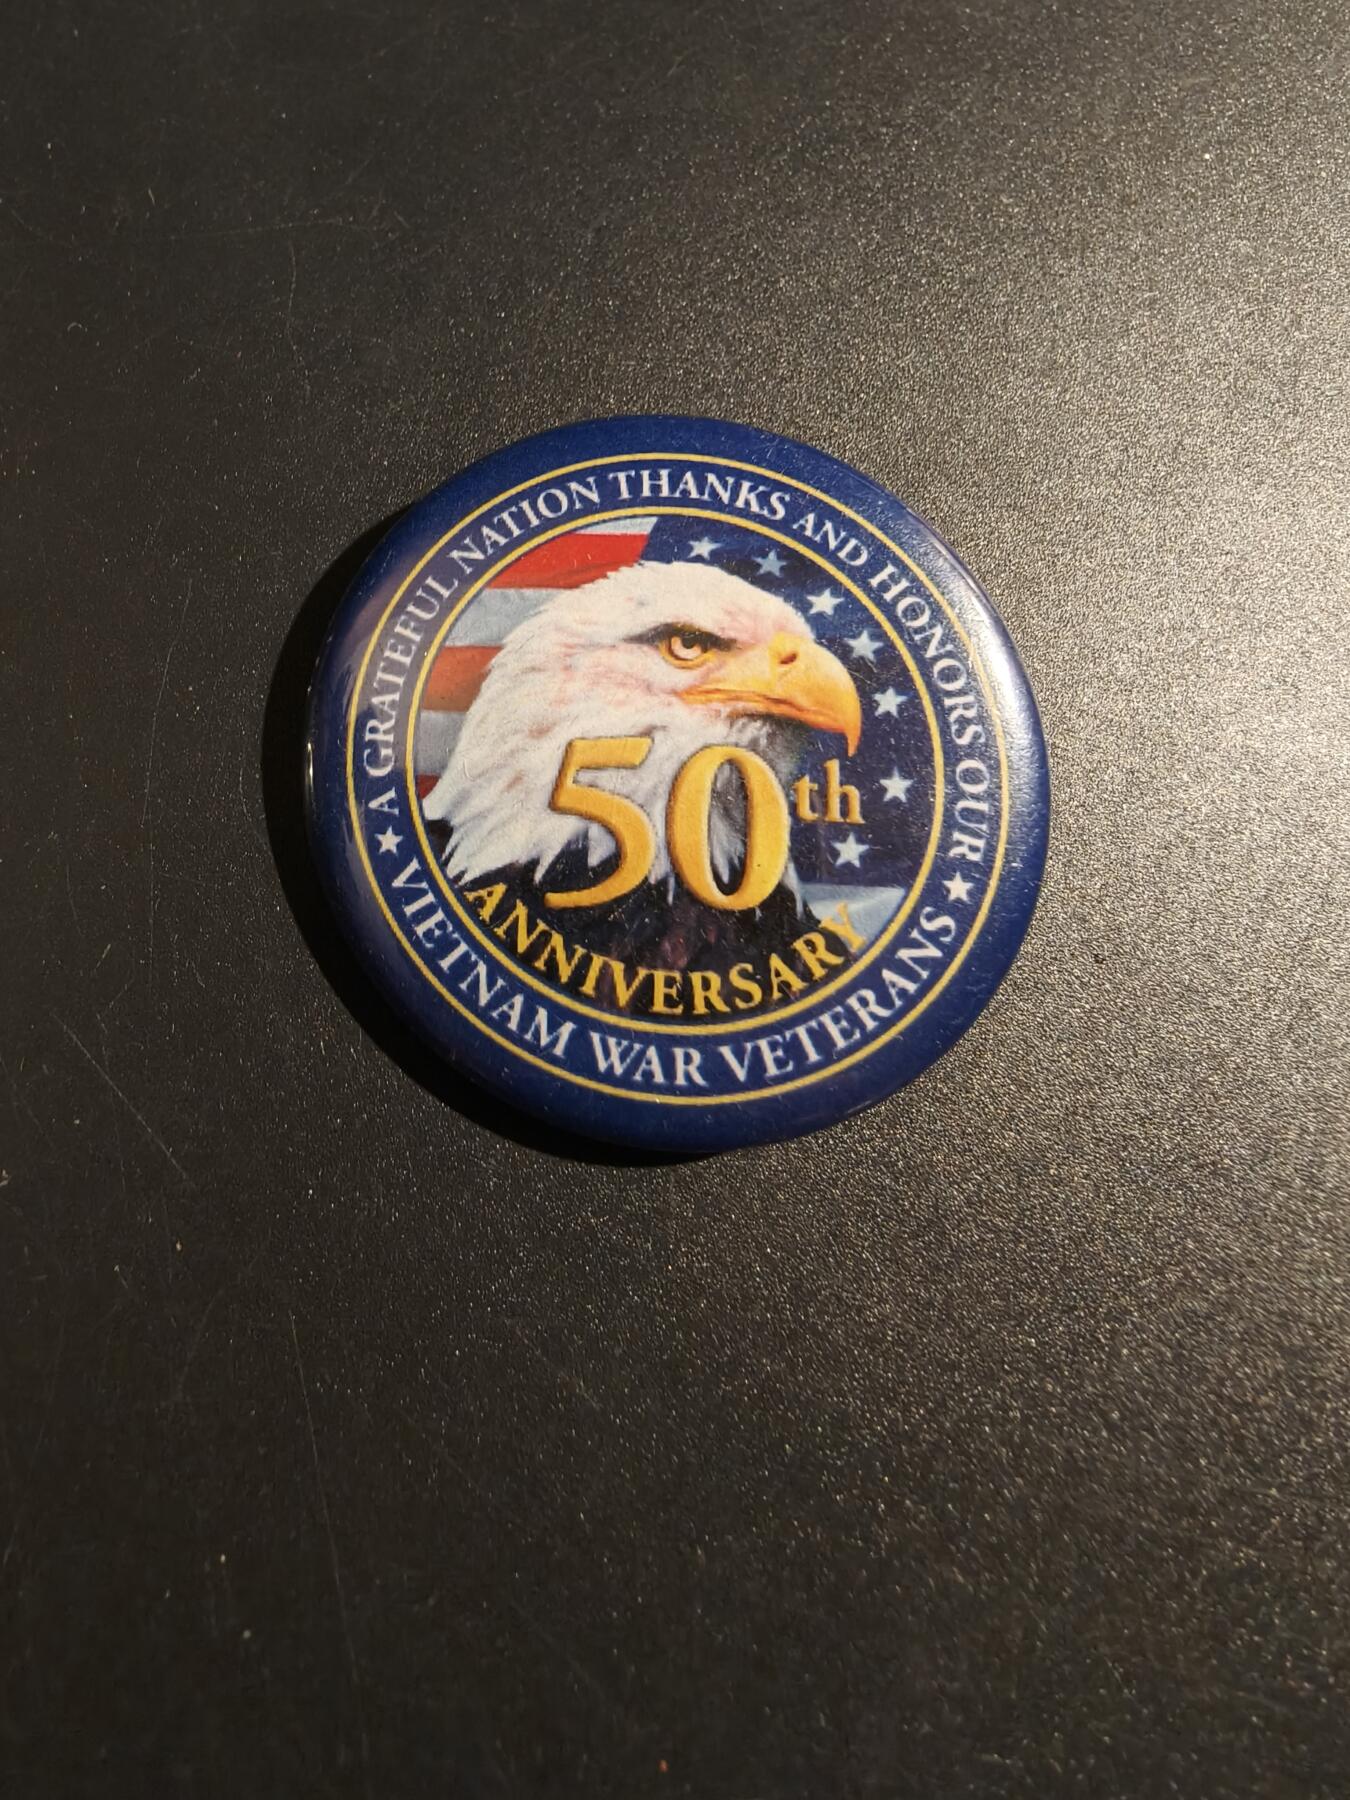 A GRATEFUL NATION THANKS AND HONORS OUR
50th
ANNIVERSARY
VIETNAM WAR VETERANS